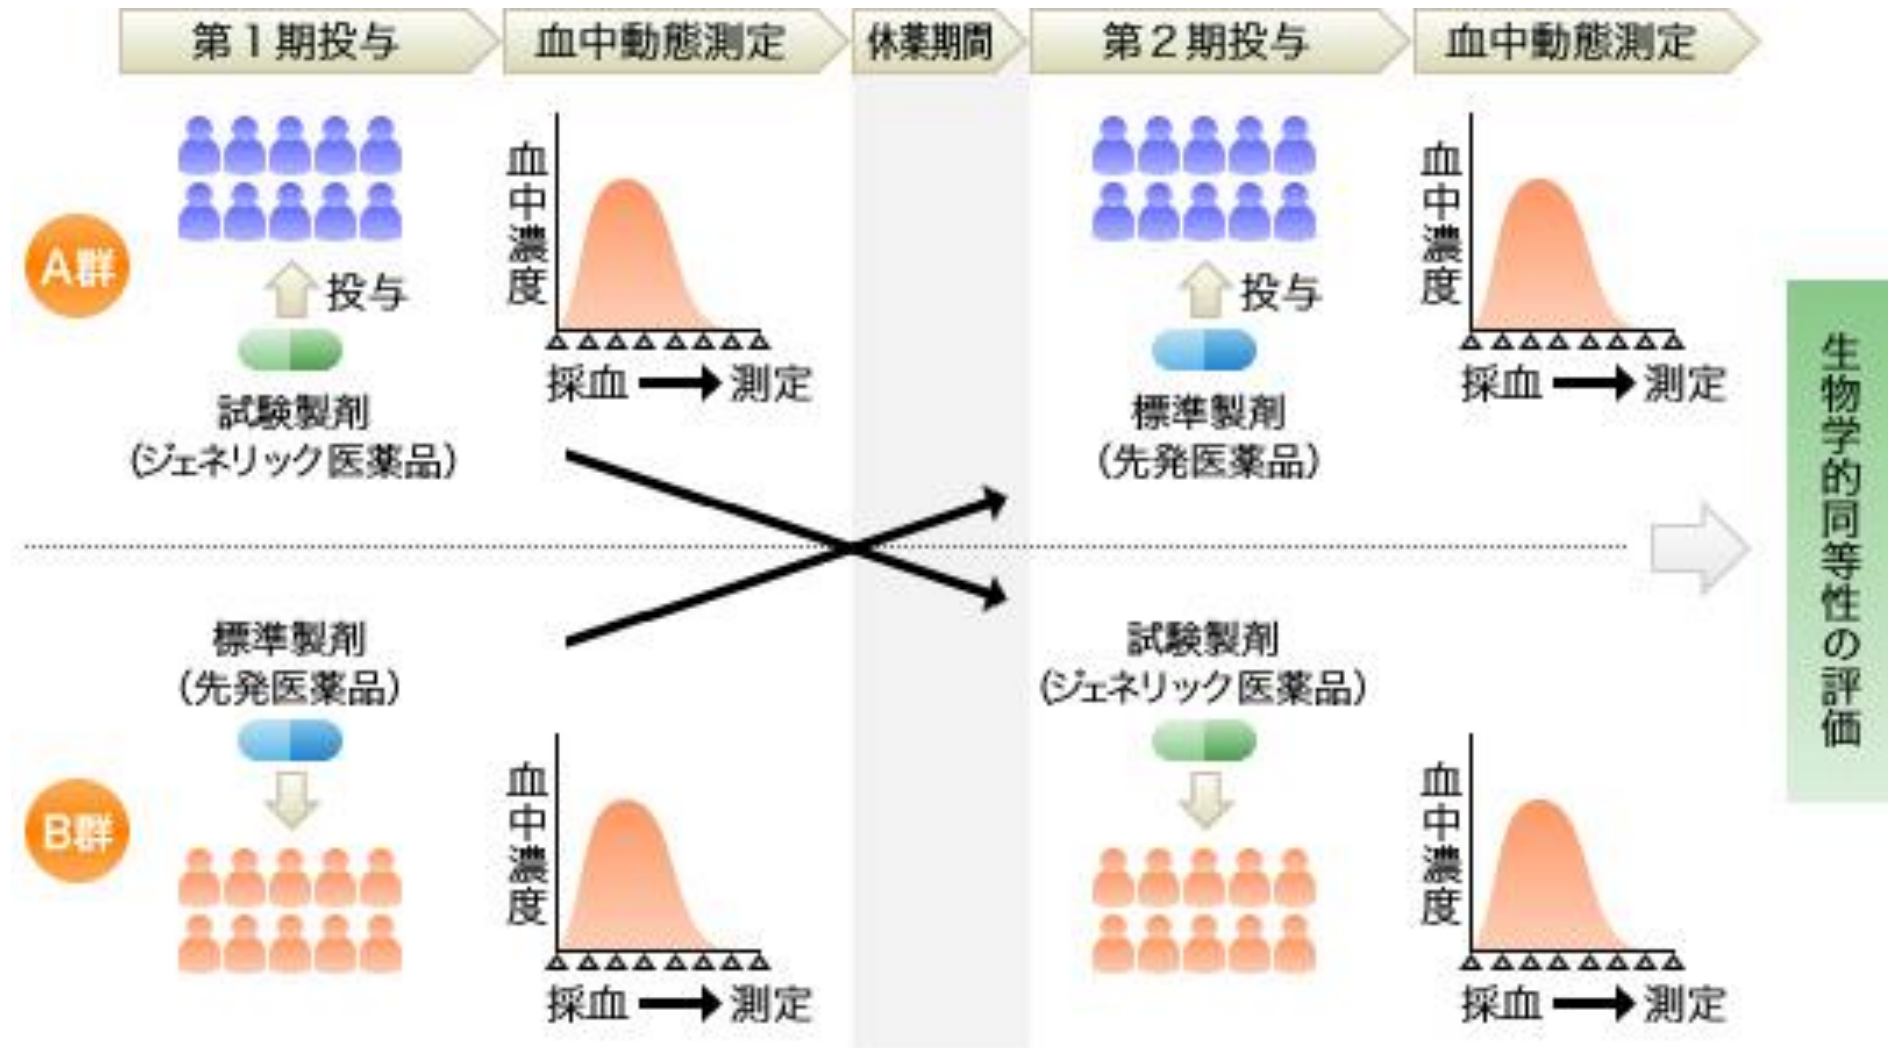 第1期投与
血中動態測定
休薬期間
第2期投与
血中動態測定
A群
投与
試験製剤
(ジェネリック医薬品)
血中濃度
採血 測定
投与
標準製剤
(先発医薬品)
血中濃度
採血 測定
B群
標準製剤
(先発医薬品)
血中濃度
採血 測定
試験製剤
(ジェネリック医薬品)
血中濃度
採血 測定
生物学的同等性の評価